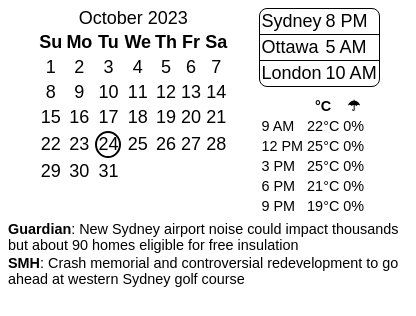 October 2023
Su Mo Tu We Th Fr Sa
1 2 3 4 5 6 7
8 9 10 11 12 13 14
15 16 17 18 19 20 21
22 23 24 25 26 27 28
29 30 31
Sydney 8 PM
Ottawa 5 AM
London 10 AM
°C ☂
9 AM 22°C 0%
12 PM 25°C 0%
3 PM 25°C 0%
6 PM 21°C 0%
9 PM 19°C 0%
Guardian: New Sydney airport noise could impact thousands
but about 90 homes eligible for free insulation
SMH: Crash memorial and controversial redevelopment to go
ahead at western Sydney golf course